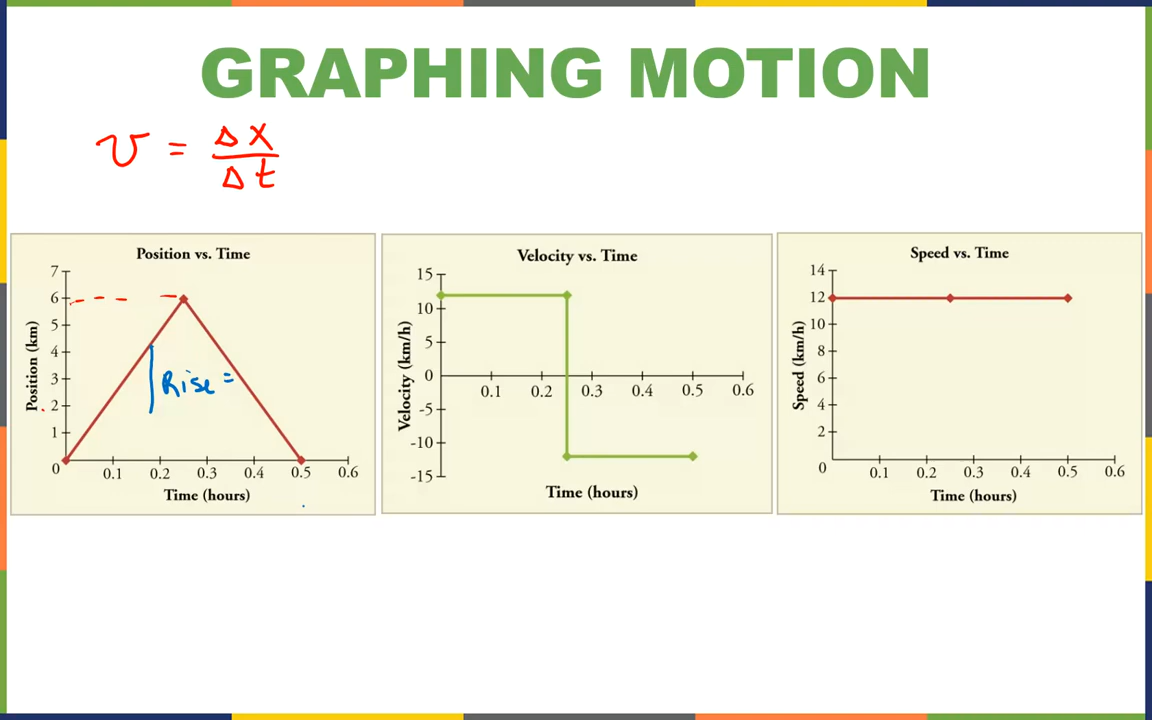 GRAPHING MOTION
v = Δx
Δt
Position vs. Time
7
6
5
4
3
2
1
0
0.1 0.2 0.3 0.4 0.5 0.6
Position (km)
Time (hours)
Rise =
Velocity vs. Time
15
10
5
0
-5
-10
-15
0.1 0.2 0.3 0.4 0.5 0.6
Velocity (km/h)
Time (hours)
Speed vs. Time
14
12
10
8
6
4
2
0
0.1 0.2 0.3 0.4 0.5 0.6
Speed (km/h)
Time (hours)